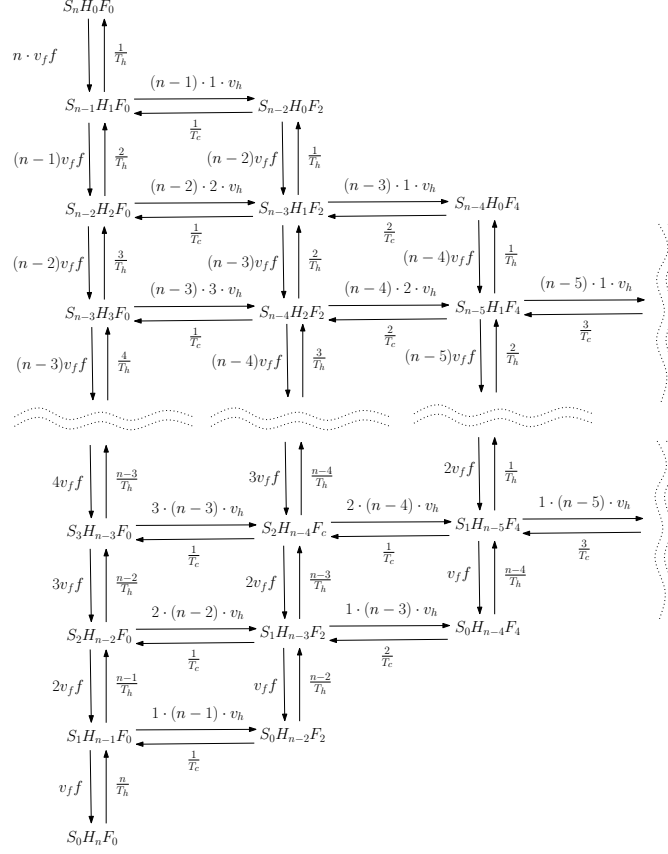 S_nH_0F_0
n · v_f f  1/T_h
(n−1) · 1 · v_h
S_{n−1}H_1F_0  S_{n−2}H_0F_2
1/T_c
(n−1)v_f f  2/T_h  (n−2)v_f f  1/T_h
(n−2) · 2 · v_h  (n−3) · 1 · v_h
S_{n−2}H_2F_0  S_{n−3}H_1F_2  S_{n−4}H_0F_4
1/T_c  2/T_c
(n−2)v_f f  3/T_h  (n−3)v_f f  2/T_h  (n−4)v_f f  1/T_h
(n−3) · 3 · v_h  (n−4) · 2 · v_h  (n−5) · 1 · v_h
S_{n−3}H_3F_0  S_{n−4}H_2F_2  S_{n−5}H_1F_4
1/T_c  2/T_c  3/T_c
(n−3)v_f f  4/T_h  (n−4)v_f f  3/T_h  (n−5)v_f f  2/T_h
4v_f f  n−3/T_h  3v_f f  n−4/T_h  2v_f f  1/T_h
3 · (n−3) · v_h  2 · (n−4) · v_h  1 · (n−5) · v_h
S_3H_{n−3}F_0  S_2H_{n−4}F_c  S_1H_{n−5}F_4
1/T_c  1/T_c  3/T_c
3v_f f  n−2/T_h  2v_f f  n−3/T_h  v_f f  n−4/T_h
2 · (n−2) · v_h  1 · (n−3) · v_h
S_2H_{n−2}F_0  S_1H_{n−3}F_2  S_0H_{n−4}F_4
1/T_c  2/T_c
2v_f f  n−1/T_h  v_f f  n−2/T_h
1 · (n−1) · v_h
S_1H_{n−1}F_0  S_0H_{n−2}F_2
1/T_c
v_f f  n/T_h
S_0H_nF_0